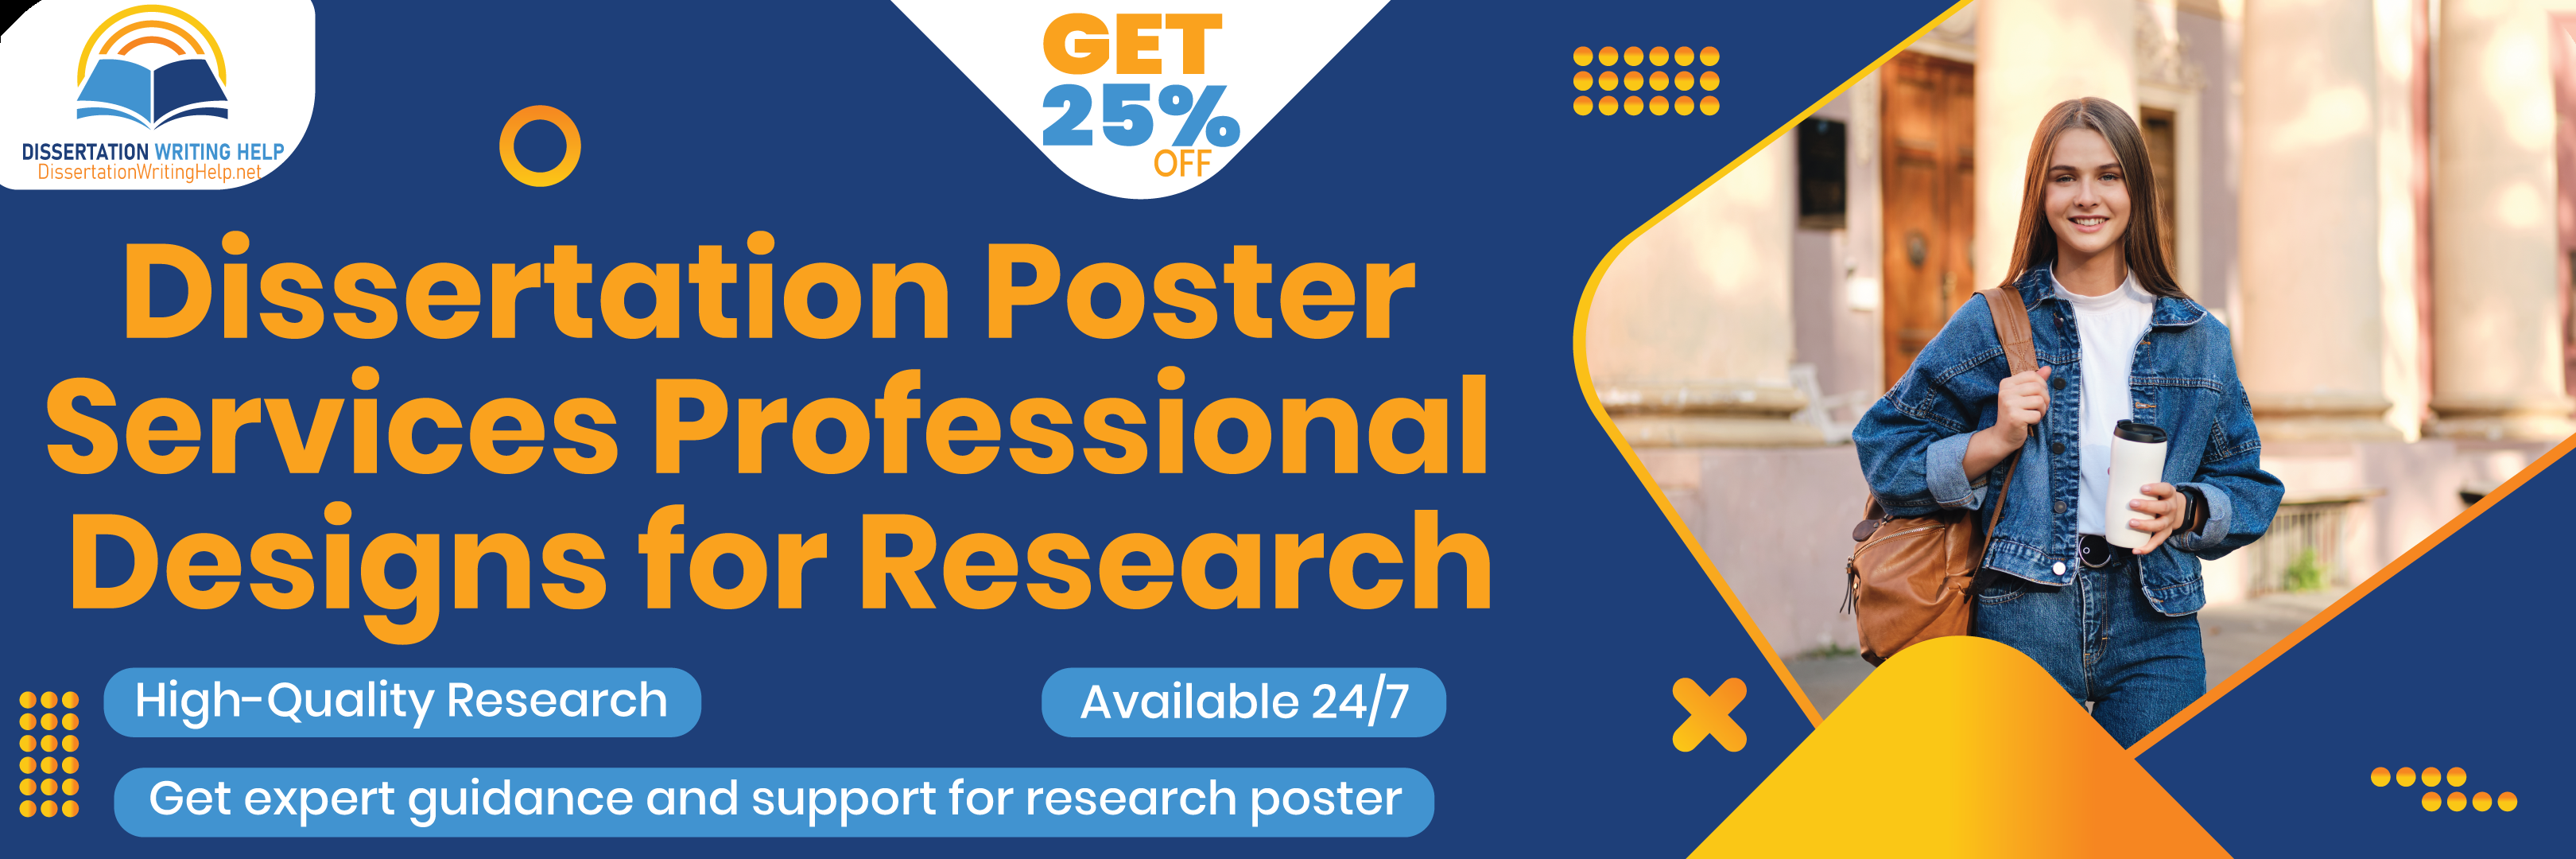 DISSERTATION WRITING HELP
DissertationWritingHelp.net
GET
25%
OFF
Dissertation Poster
Services Professional
Designs for Research
High-Quality Research
Available 24/7
Get expert guidance and support for research poster